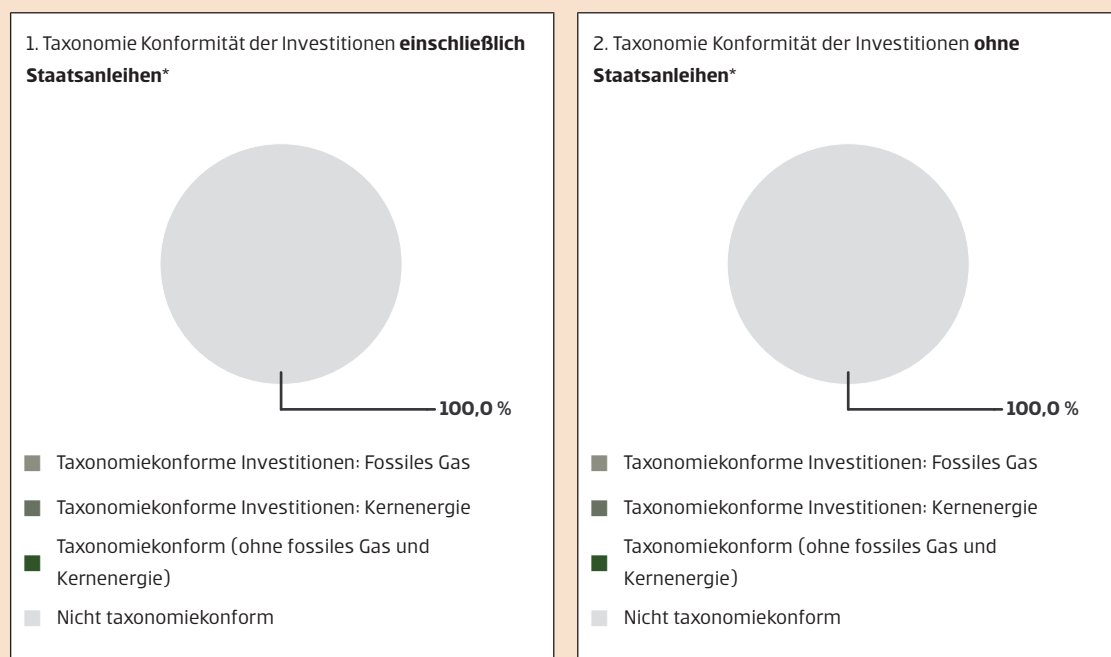 1. Taxonomie Konformität der Investitionen einschließlich
Staatsanleihen*
100,0 %
Taxonomiekonforme Investitionen: Fossiles Gas
Taxonomiekonforme Investitionen: Kernenergie
Taxonomiekonform (ohne fossiles Gas und
Kernenergie)
Nicht taxonomiekonform
2. Taxonomie Konformität der Investitionen ohne
Staatsanleihen*
100,0 %
Taxonomiekonforme Investitionen: Fossiles Gas
Taxonomiekonforme Investitionen: Kernenergie
Taxonomiekonform (ohne fossiles Gas und
Kernenergie)
Nicht taxonomiekonform